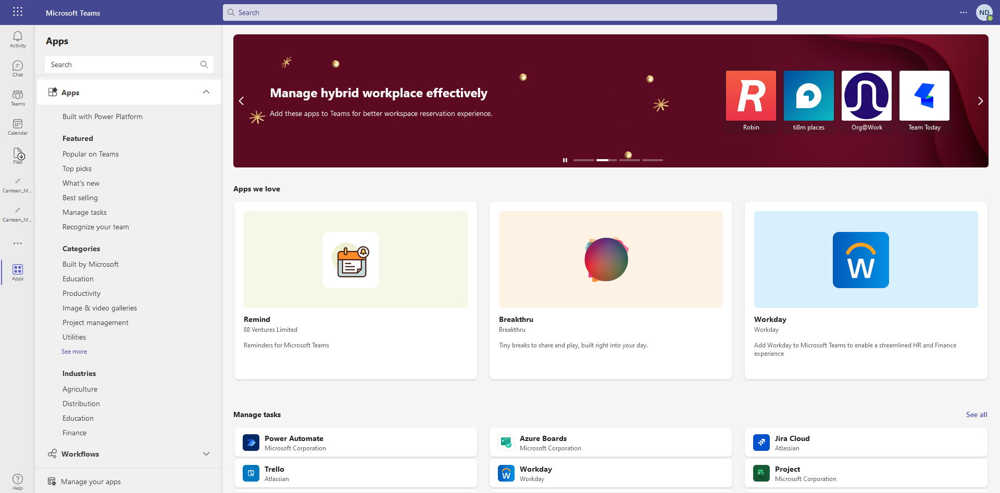 Microsoft Teams
Search
ND
Activity
Chat
Teams
Calendar
Files
Canteen_M...
Canteen_M...
Apps
Help
Apps
Search
Apps
Built with Power Platform
Featured
Popular on Teams
Top picks
What's new
Best selling
Manage tasks
Recognize your team
Categories
Built by Microsoft
Education
Productivity
Image & video galleries
Project management
Utilities
See more
Industries
Agriculture
Distribution
Education
Finance
Workflows
Manage your apps
Manage hybrid workplace effectively
Add these apps to Teams for better workspace reservation experience.
R
Robin
ti8m places
Org@Work
Team Today
Apps we love
Remind
88 Ventures Limited
Reminders for Microsoft Teams
Breakthru
Breakthru
Tiny breaks to share and play, built right into your day.
W
Workday
Workday
Add Workday to Microsoft Teams to enable a streamlined HR and Finance
experience
Manage tasks
See all
Power Automate
Microsoft Corporation
Azure Boards
Microsoft Corporation
Jira Cloud
Atlassian
Trello
Atlassian
W
Workday
Workday
P
Project
Microsoft Corporation